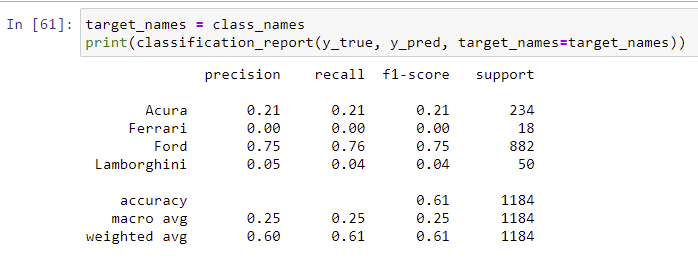 In [61]: target_names = class_names
print(classification_report(y_true, y_pred, target_names=target_names))
precision recall f1-score support
Acura 0.21 0.21 0.21 234
Ferrari 0.00 0.00 0.00 18
Ford 0.75 0.76 0.75 882
Lamborghini 0.05 0.04 0.04 50
accuracy 0.61 1184
macro avg 0.25 0.25 0.25 1184
weighted avg 0.60 0.61 0.61 1184